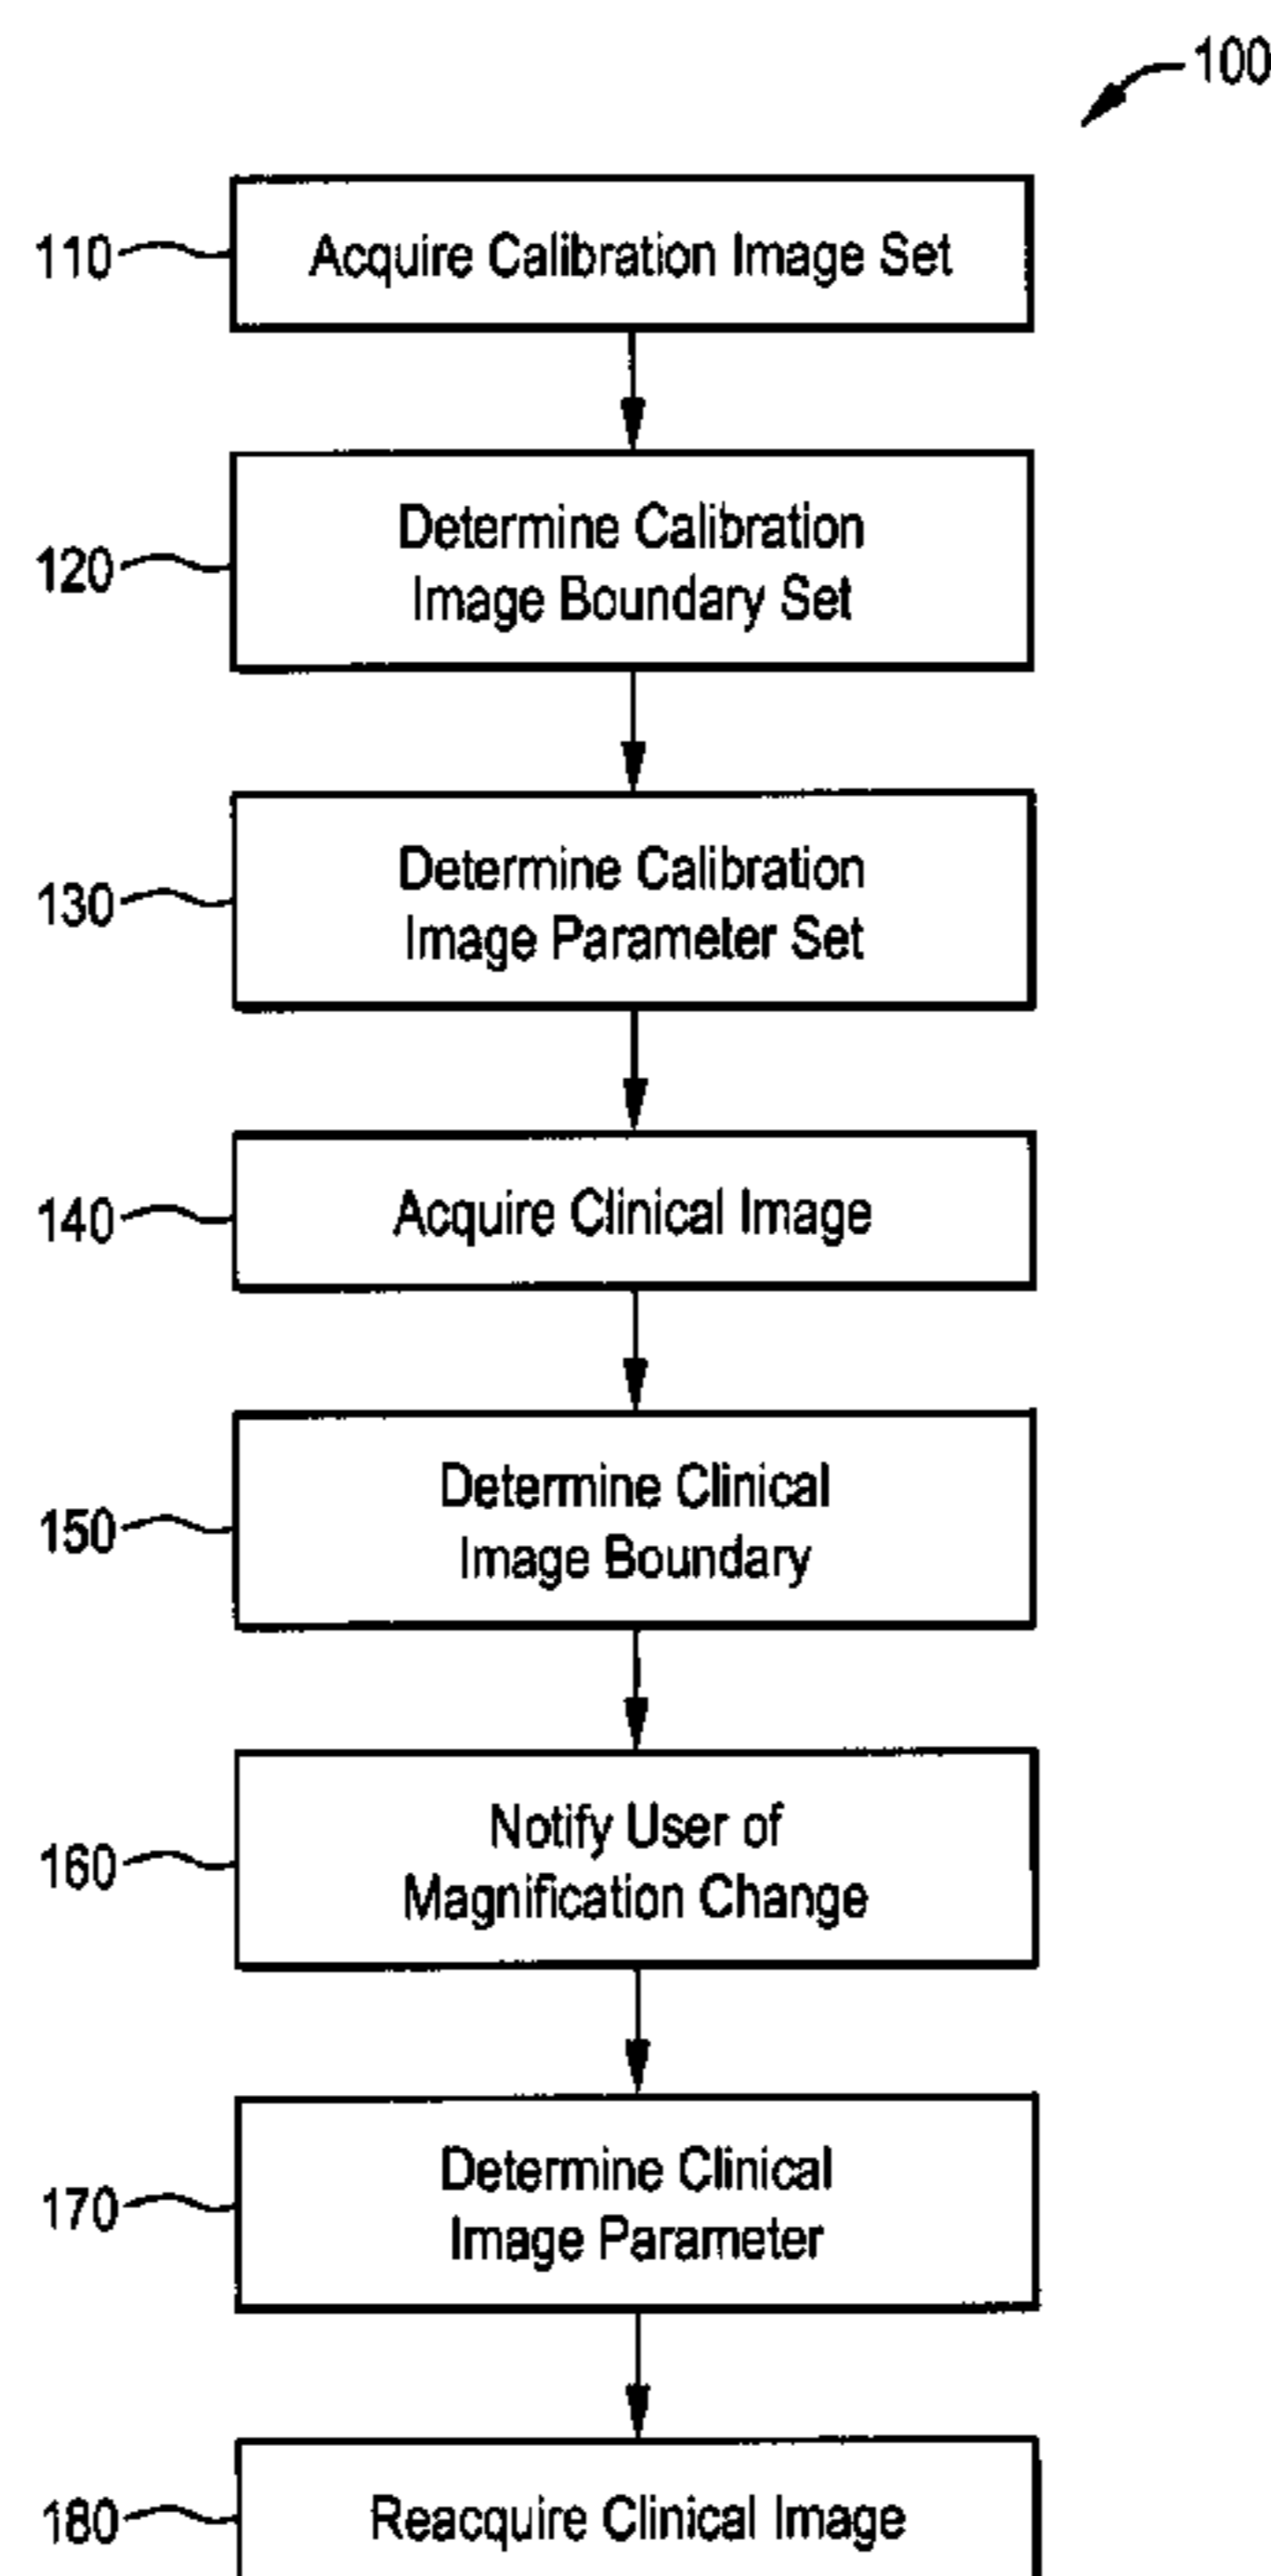 100
110
Acquire Calibration Image Set
120
Determine Calibration
Image Boundary Set
130
Determine Calibration
Image Parameter Set
140
Acquire Clinical Image
150
Determine Clinical
Image Boundary
160
Notify User of
Magnification Change
170
Determine Clinical
Image Parameter
180
Reacquire Clinical Image